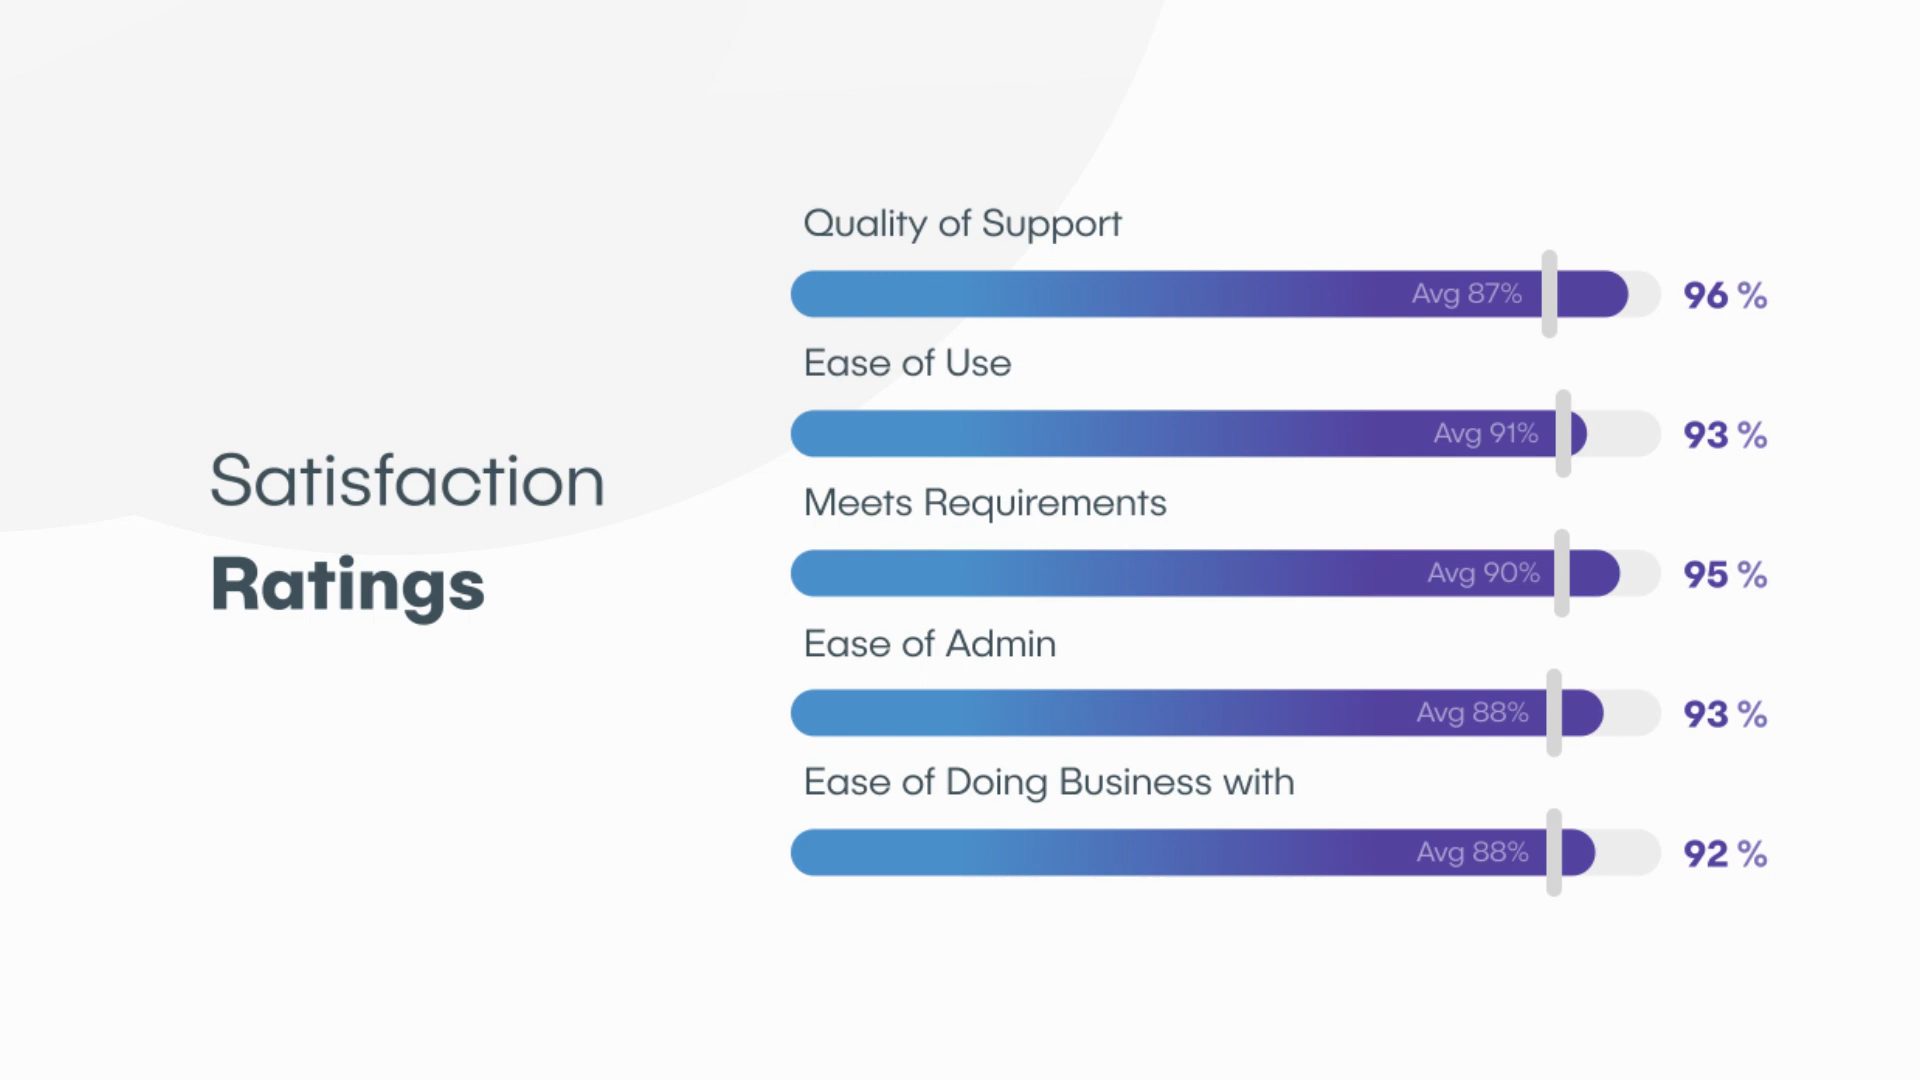 Satisfaction
Ratings
Quality of Support
Avg 87%
96 %
Ease of Use
Avg 91%
93 %
Meets Requirements
Avg 90%
95 %
Ease of Admin
Avg 88%
93 %
Ease of Doing Business with
Avg 88%
92 %